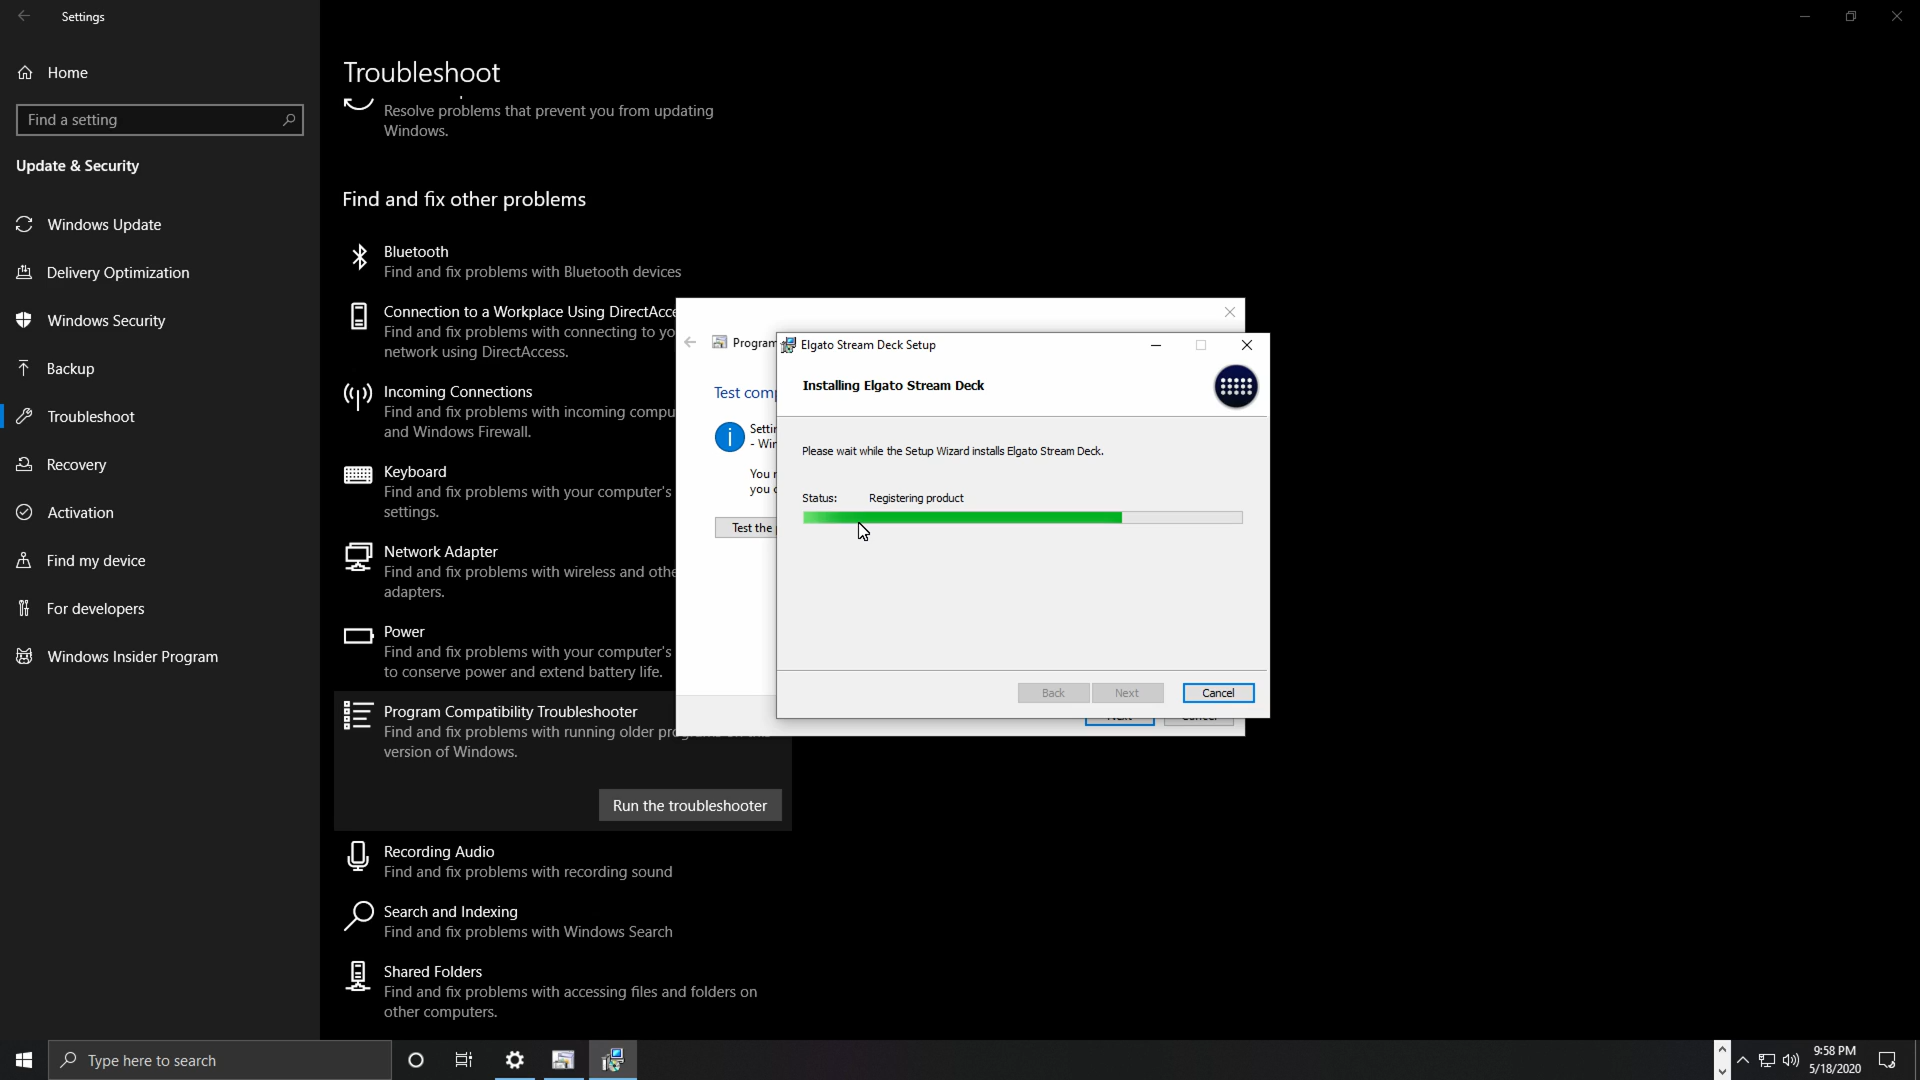 Settings
Home
Find a setting
Update & Security
Windows Update
Delivery Optimization
Windows Security
Backup
Troubleshoot
Recovery
Activation
Find my device
For developers
Windows Insider Program
Troubleshoot
Resolve problems that prevent you from updating
Windows.
Find and fix other problems
Bluetooth
Find and fix problems with Bluetooth devices
Connection to a Workplace Using DirectAcce
Find and fix problems with connecting to yo
network using DirectAccess.
Incoming Connections
Find and fix problems with incoming compu
and Windows Firewall.
Keyboard
Find and fix problems with your computer's
settings.
Network Adapter
Find and fix problems with wireless and othe
adapters.
Power
Find and fix problems with your computer's
to conserve power and extend battery life.
Program Compatibility Troubleshooter
Find and fix problems with running older
version of Windows.
Run the troubleshooter
Recording Audio
Find and fix problems with recording sound
Search and Indexing
Find and fix problems with Windows Search
Shared Folders
Find and fix problems with accessing files and folders on
other computers.
Program
Test comp
Settin
- Win
You
you
Test the
Elgato Stream Deck Setup
Installing Elgato Stream Deck
Please wait while the Setup Wizard installs Elgato Stream Deck.
Status: Registering product
Back Next Cancel
Type here to search
9:58 PM
5/18/2020